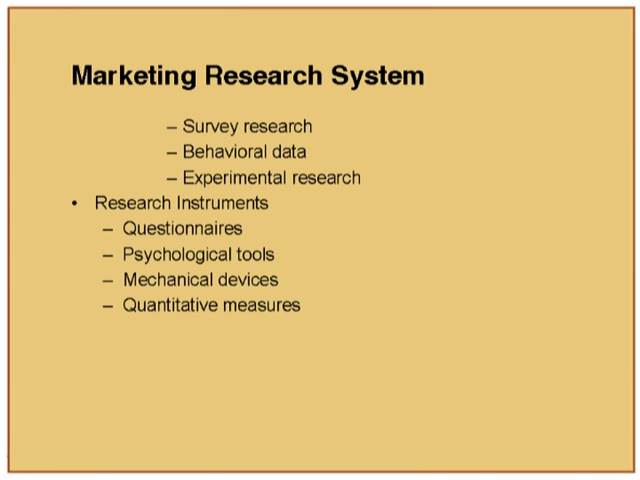 Marketing Research System
– Survey research
– Behavioral data
– Experimental research
• Research Instruments
– Questionnaires
– Psychological tools
– Mechanical devices
– Quantitative measures